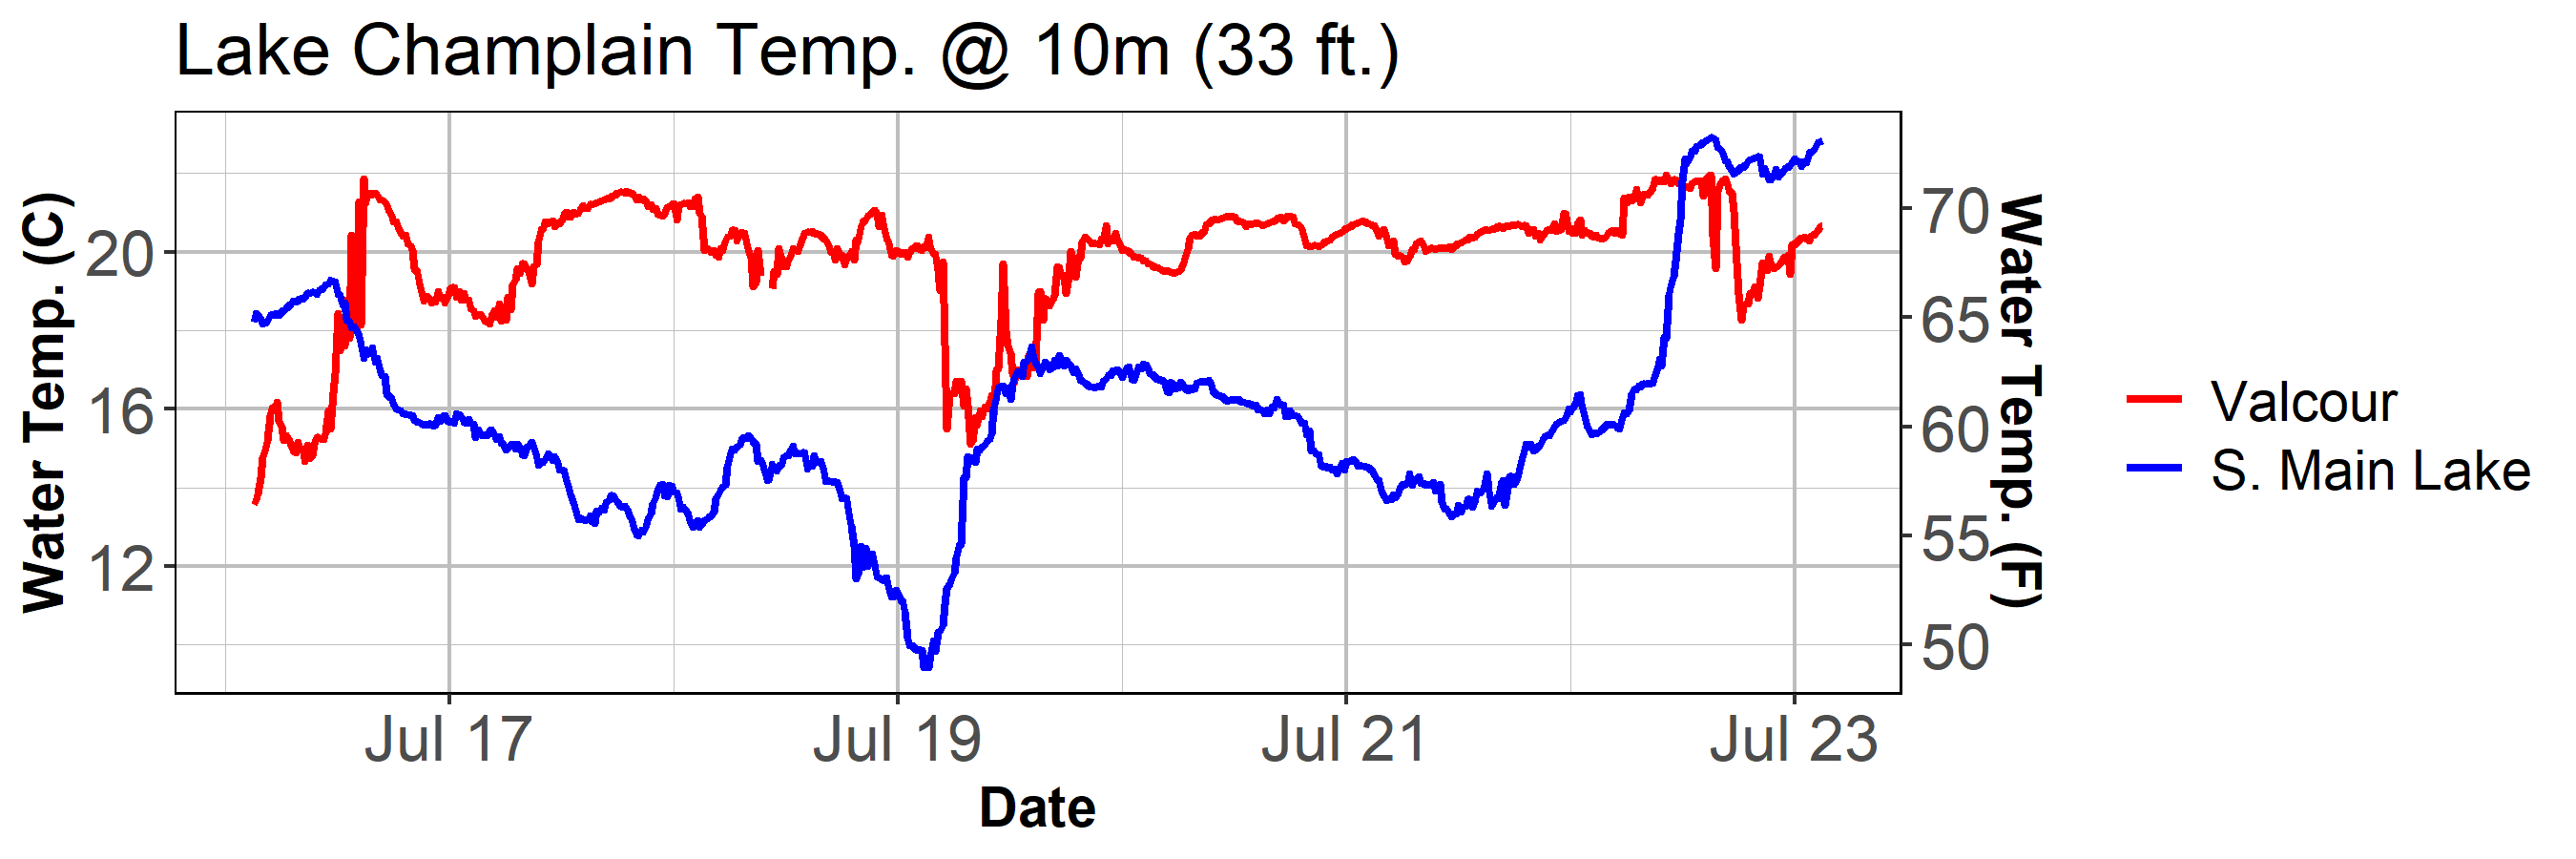 Lake Champlain Temp. @ 10m (33 ft.)
Water Temp. (C)
20
16
12
70
65
60
55
50
Water Temp. (F)
Jul 17
Jul 19
Jul 21
Jul 23
Date
Valcour
S. Main Lake